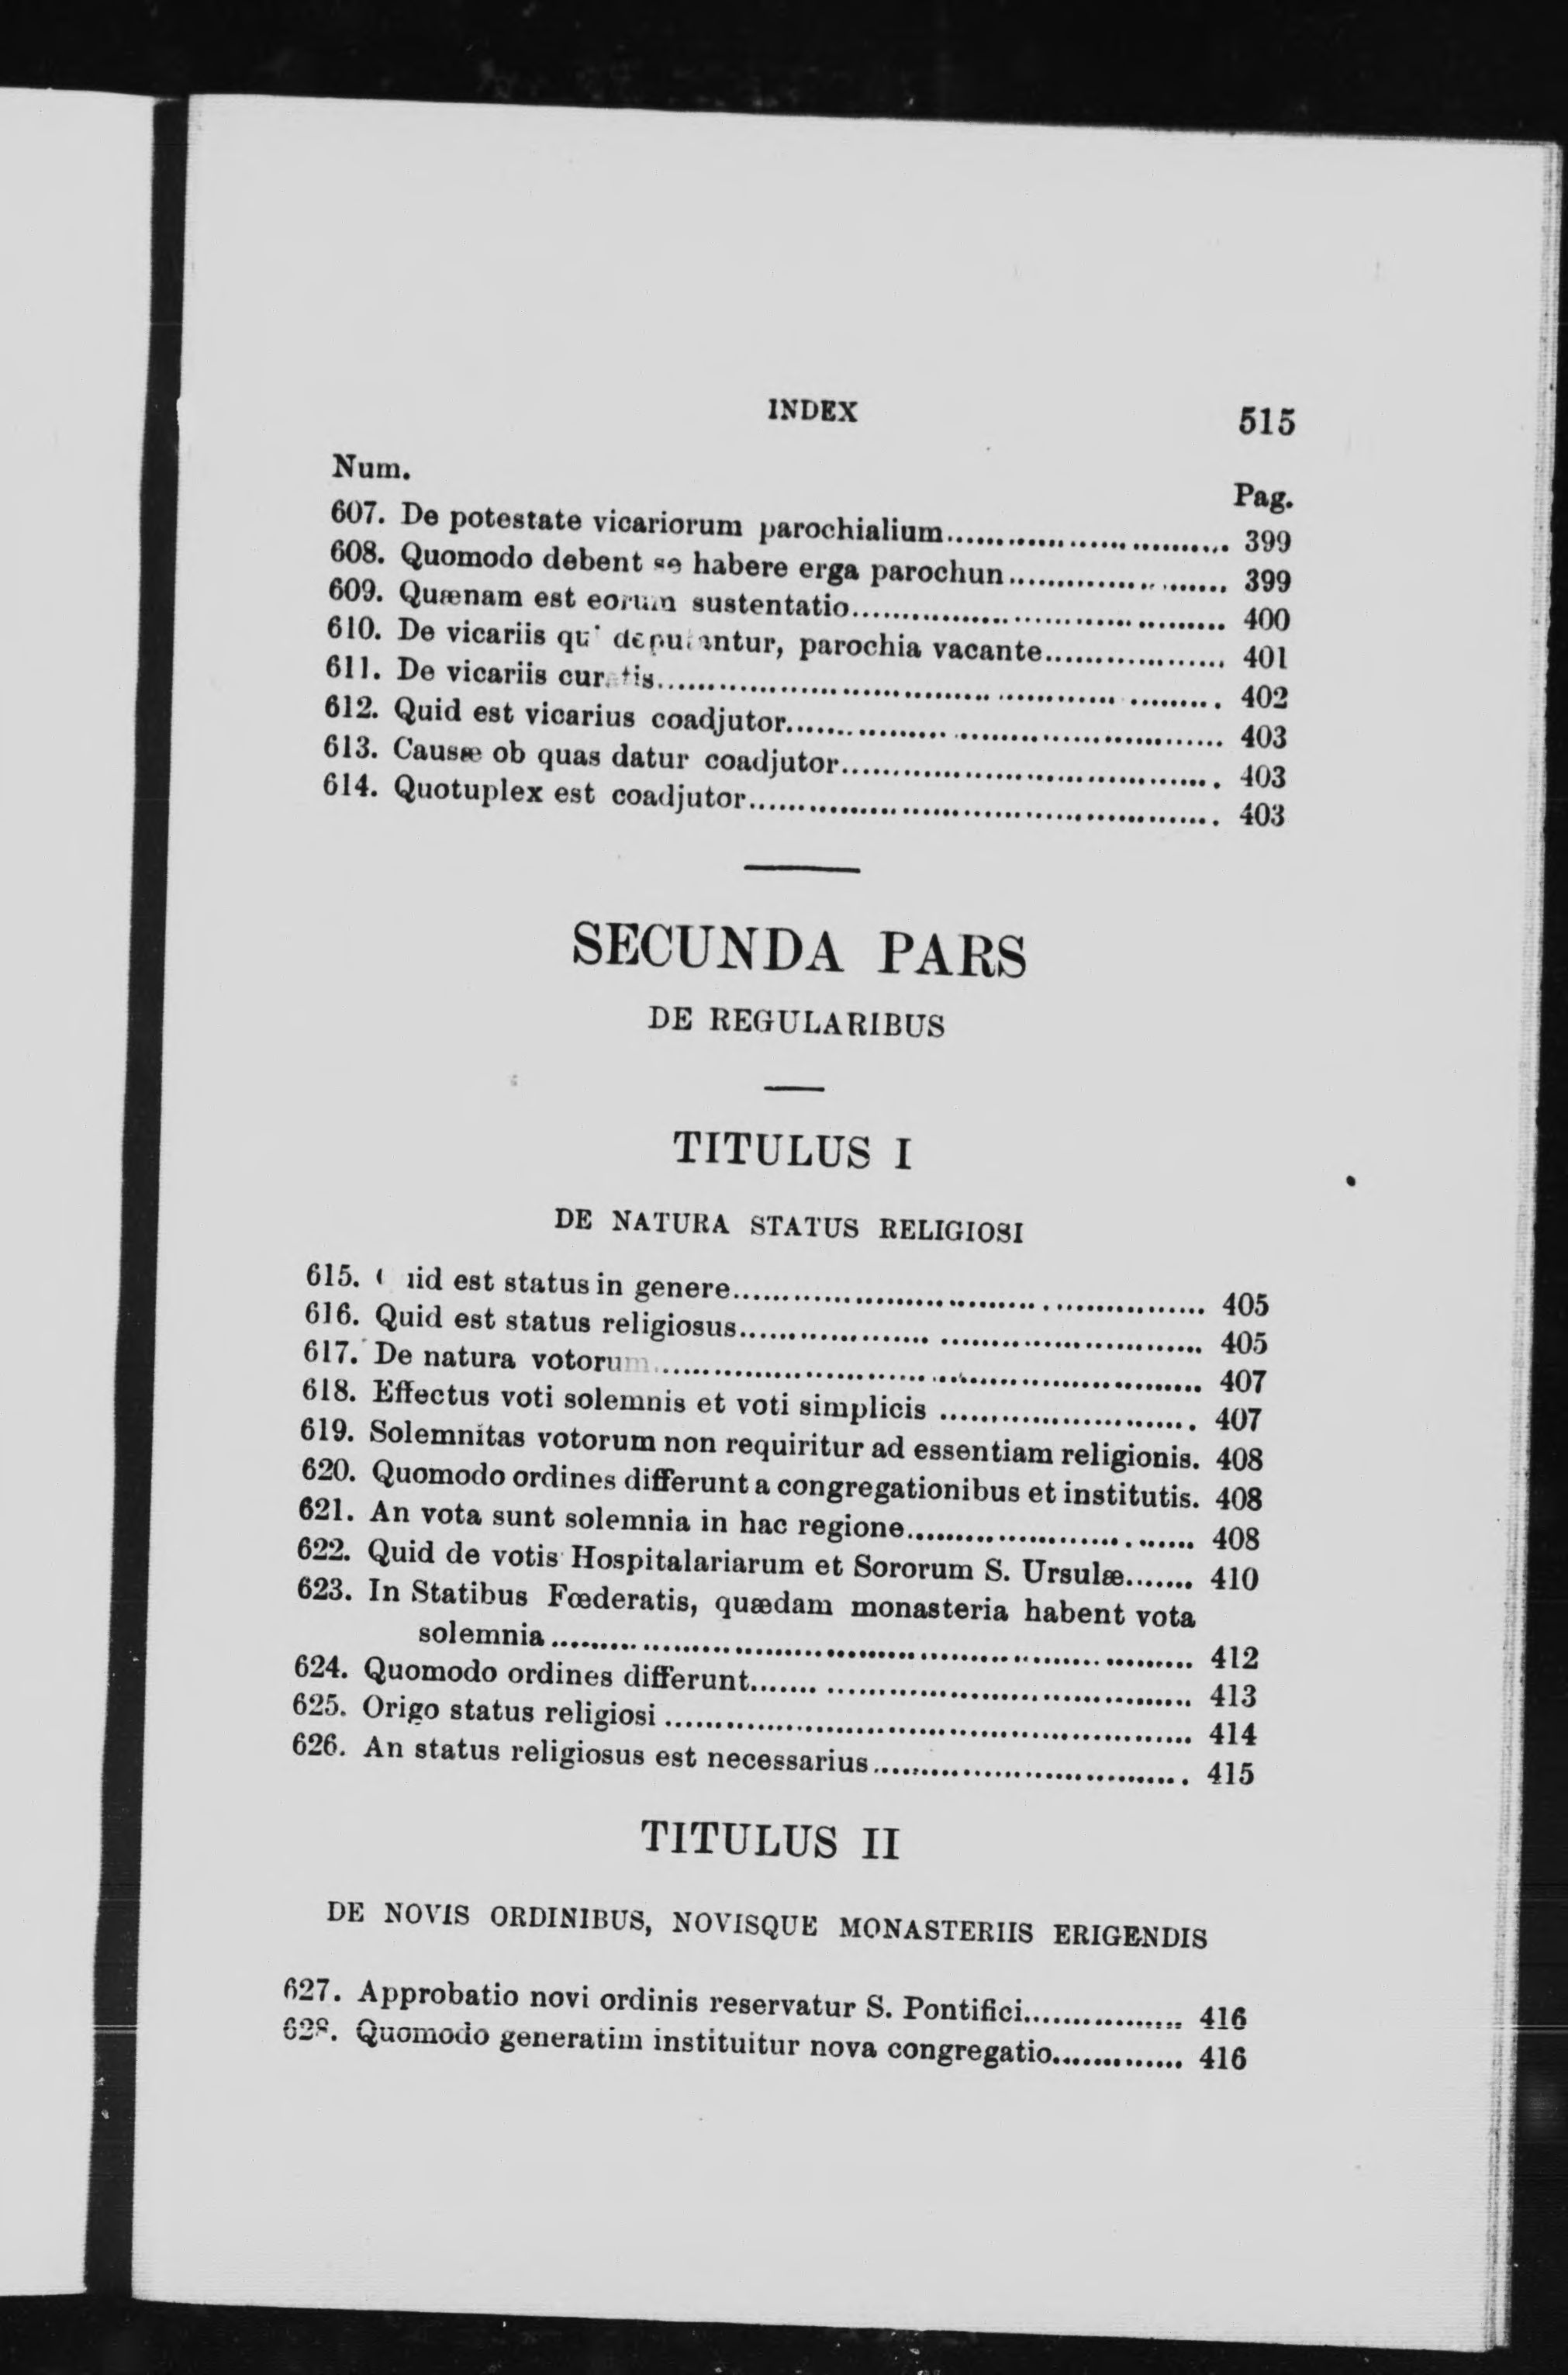 INDEX 515
Num. Pag.
607. De potestate vicariorum parochialium.............................. 399
608. Quomodo debent se habere erga parochun...................... 399
609. Quænam est eorum sustentatio...................................... 400
610. De vicariis deputantur, parochia vacante................... 401
611. De vicariis curatis......................................................... 402
612. Quid est vicarius coadjutor............................................ 403
613. Causæ ob quas datur coadjutor...................................... 403
614. Quotuplex est coadjutor............................................... 403
SECUNDA PARS
DE REGULARIBUS
TITULUS I
DE NATURA STATUS RELIGIOSI
615. est status in genere............................................... 405
616. Quid est status religiosus.............................................. 405
617. De natura votorum....................................................... 407
618. Effectus voti solemnis et voti simplicis .......................... 407
619. Solemnitas votorum non requiritur ad essentiam religionis. 408
620. Quomodo ordines differunt a congregationibus et institutis. 408
621. An vota sunt solemnia in hac regione............................. 408
622. Quid de votis Hospitalariarum et Sororum S. Ursulæ....... 410
623. In Statibus Fœderatis, quædam monasteria habent vota
solemnia................................................................. 412
624. Quomodo ordines differunt............................................ 413
625. Origo status religiosi ..................................................... 414
626. An status religiosus est necessarius................................ 415
TITULUS II
DE NOVIS ORDINIBUS, NOVISQUE MONASTERIIS ERIGENDIS
627. Approbatio novi ordinis reservatur S. Pontifici................ 416
628. Quomodo generatim instituitur nova congregatio............. 416